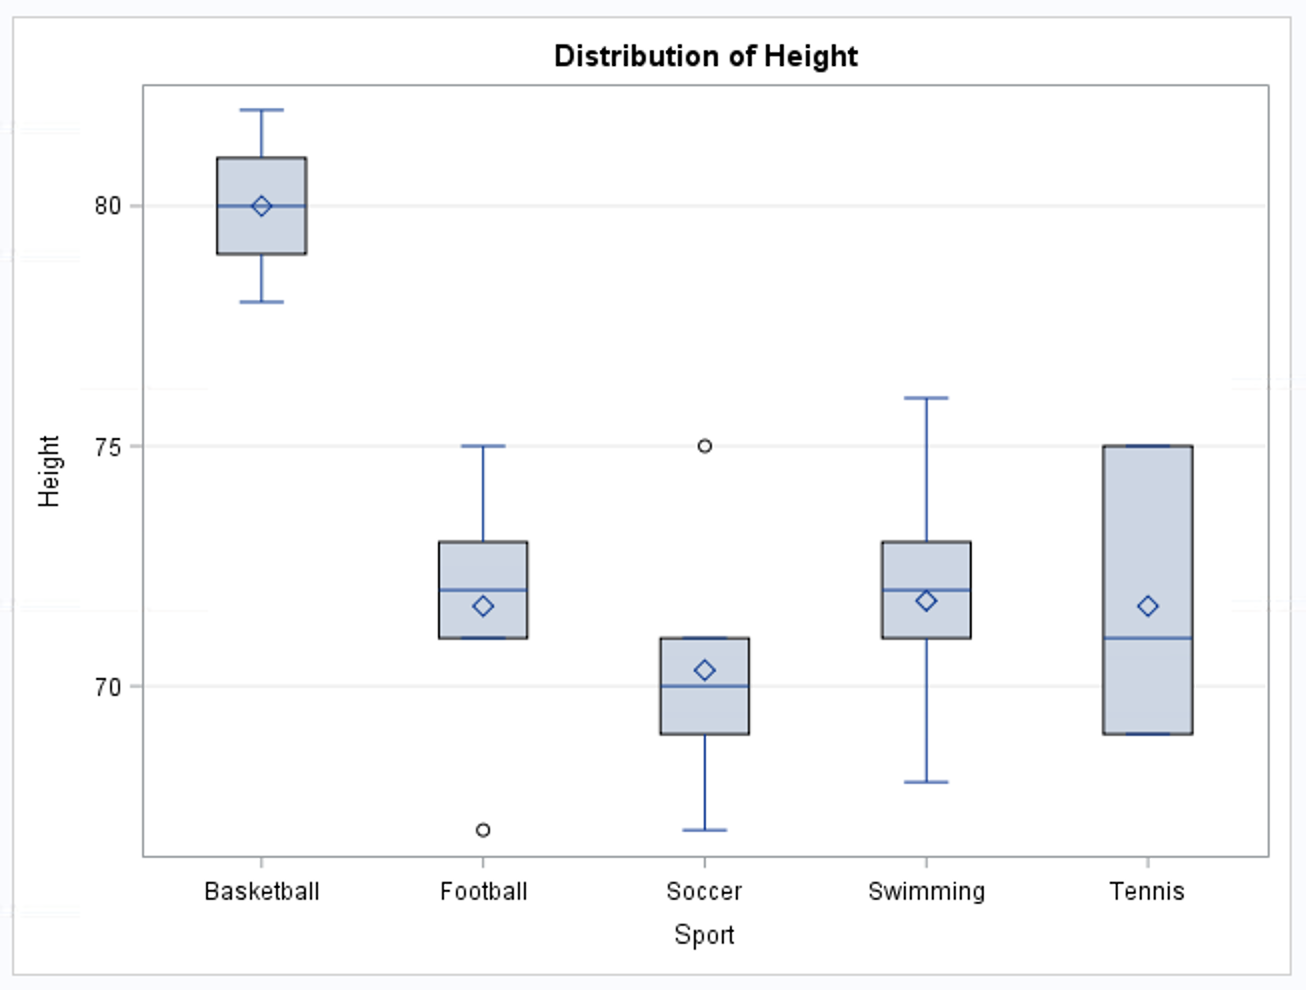 Distribution of Height
80
75
70
Height
Basketball Football Soccer Swimming Tennis
Sport